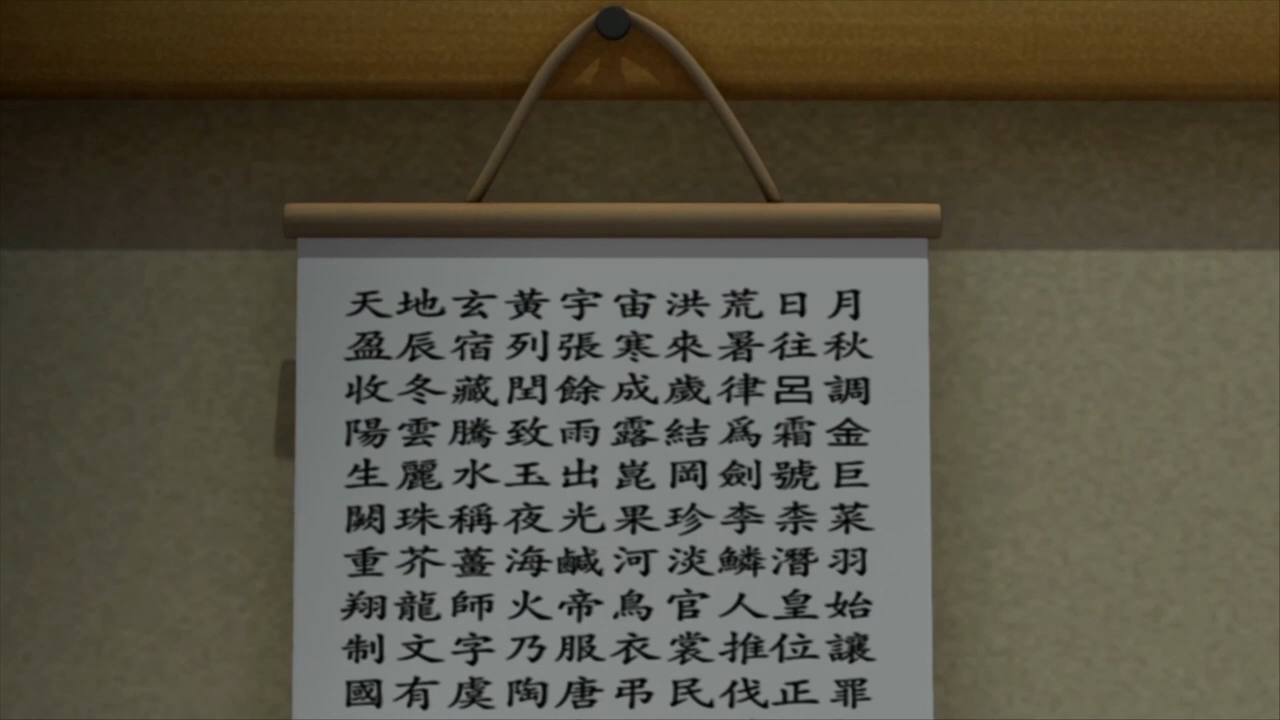 天地玄黃宇宙洪荒日月
盈辰宿列張寒來暑往秋
收冬藏閏餘成歲律呂調
陽雲騰致雨露結爲霜金
生麗水玉出崑岡劍號巨
闕珠稱夜光果珍李柰菜
重芥薑海鹹河淡鱗潛羽
翔龍師火帝鳥官人皇始
制文字乃服衣裳推位讓
國有虞陶唐弔民伐正罪